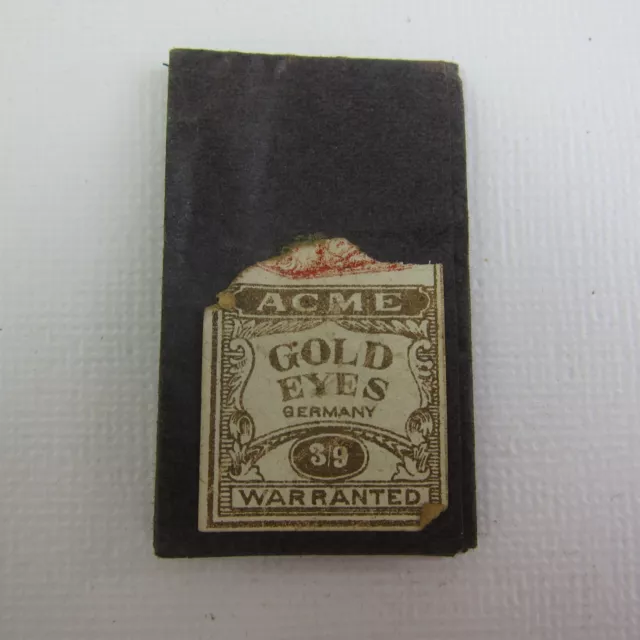 ACME
GOLD
EYES
GERMANY
3/9
WARRANTED